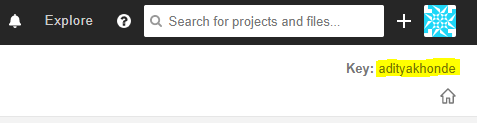 Explore ? Search for projects and files...
Key: adityakhonde